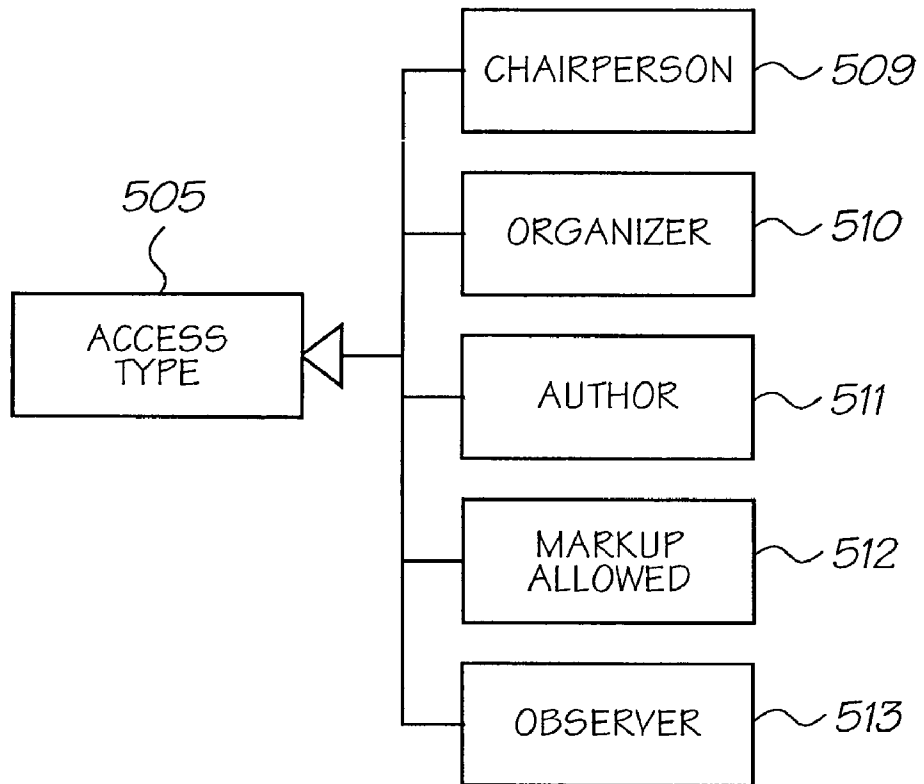 CHAIRPERSON
509
505
ORGANIZER
510
ACCESS
TYPE
AUTHOR
511
MARKUP
ALLOWED
512
OBSERVER
513